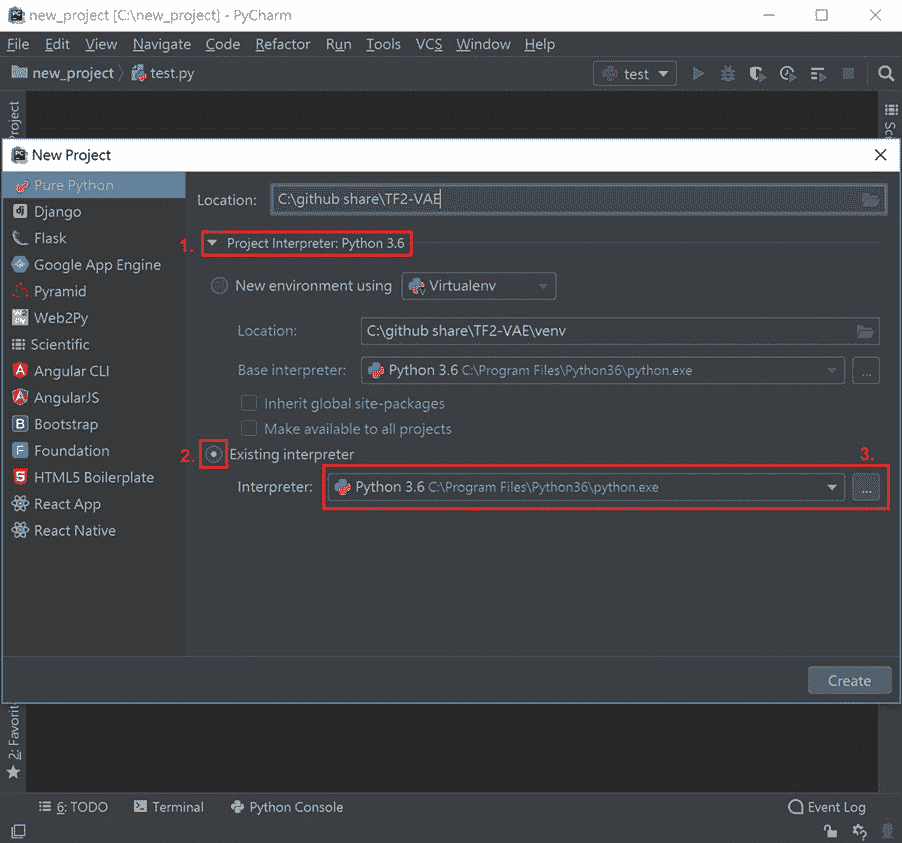 new_project [C:\new_project] - PyCharm
File Edit View Navigate Code Refactor Run Tools VCS Window Help
new_project test.py test
Project
New Project
Pure Python
Location: C:\github share\TF2-VAE
Django
Flask
1. Project Interpreter: Python 3.6
Google App Engine
New environment using Virtualenv
Pyramid
Web2Py
Location: C:\github share\TF2-VAE\venv
Scientific
Angular CLI
Base interpreter: Python 3.6 C:\Program Files\Python36\python.exe ...
AngularJS
Inherit global site-packages
Bootstrap
Make available to all projects
Foundation
2. Existing interpreter 3.
HTML5 Boilerplate
Interpreter: Python 3.6 C:\Program Files\Python36\python.exe ...
React App
React Native
Create
2: Favorit
6: TODO Terminal Python Console Event Log